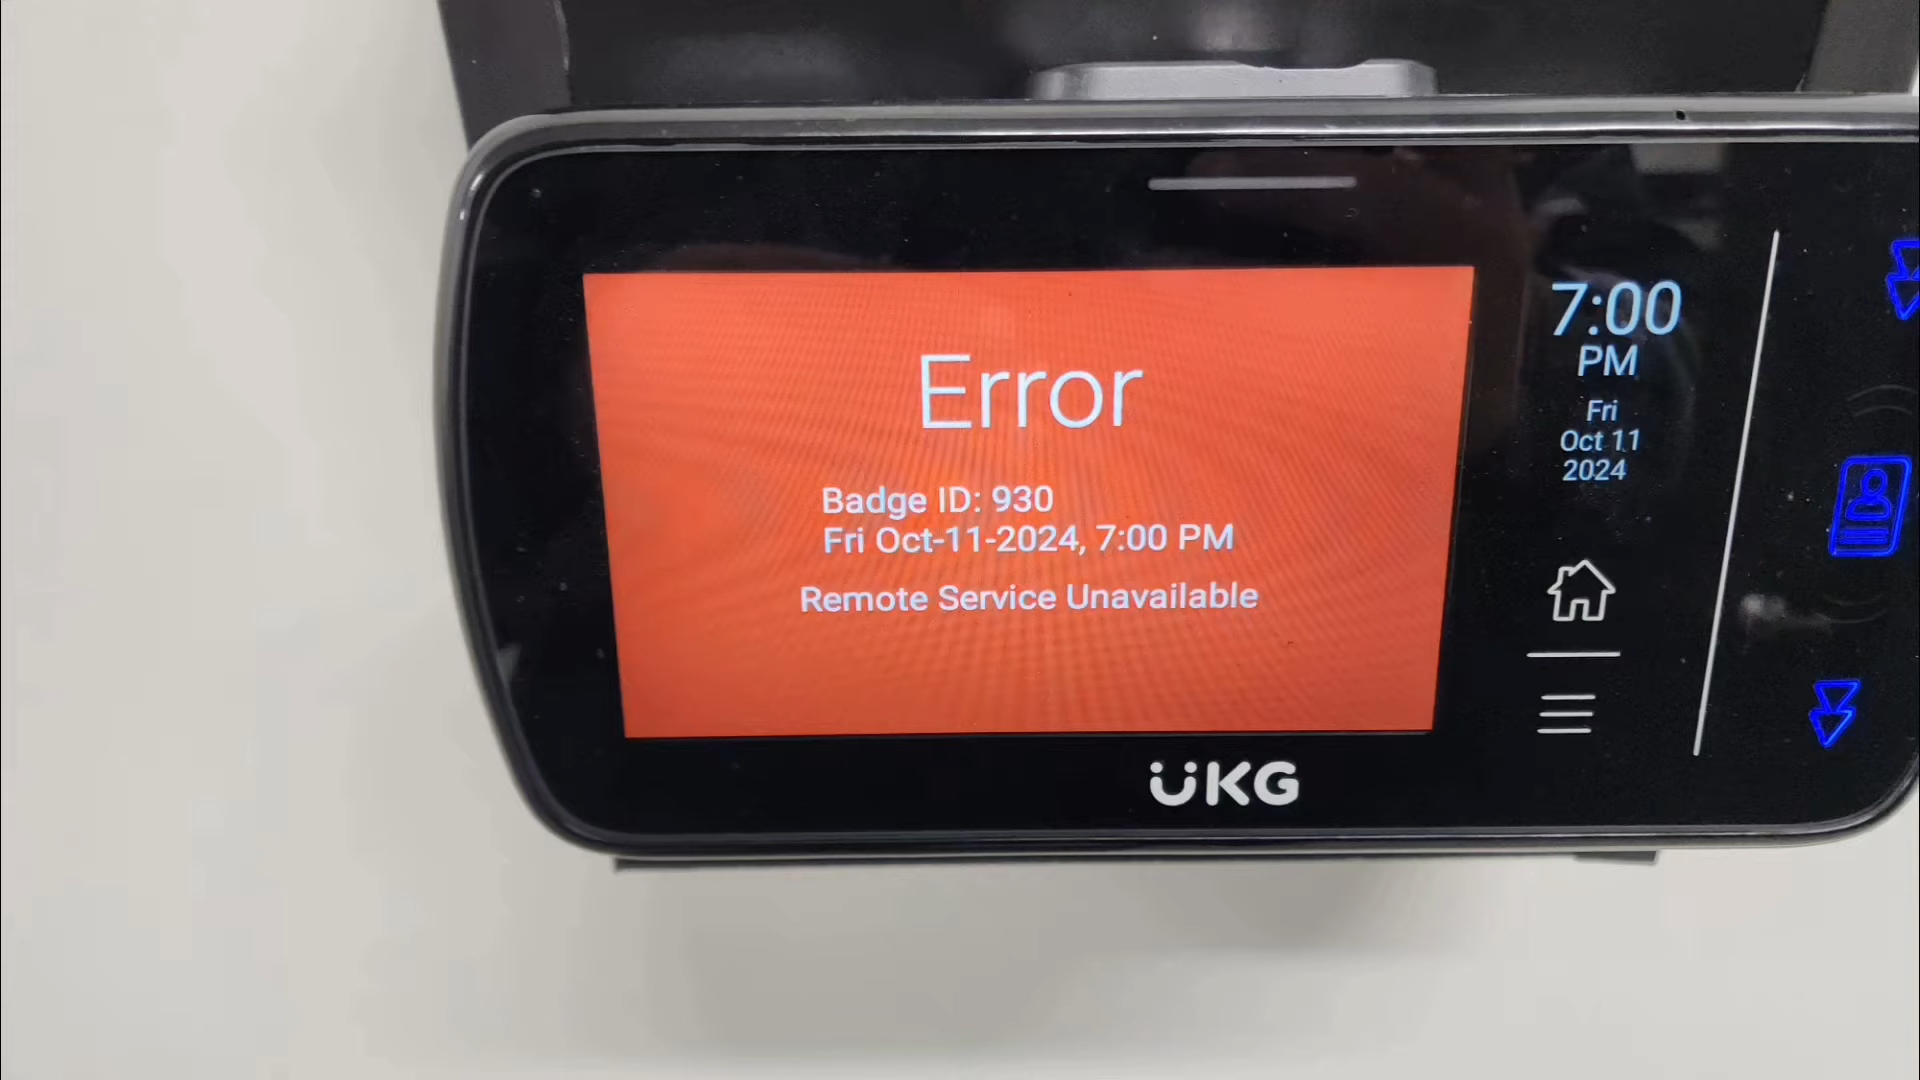 Error
Badge ID: 930
Fri Oct-11-2024, 7:00 PM
Remote Service Unavailable
7:00
PM
Fri
Oct 11
2024
UKG